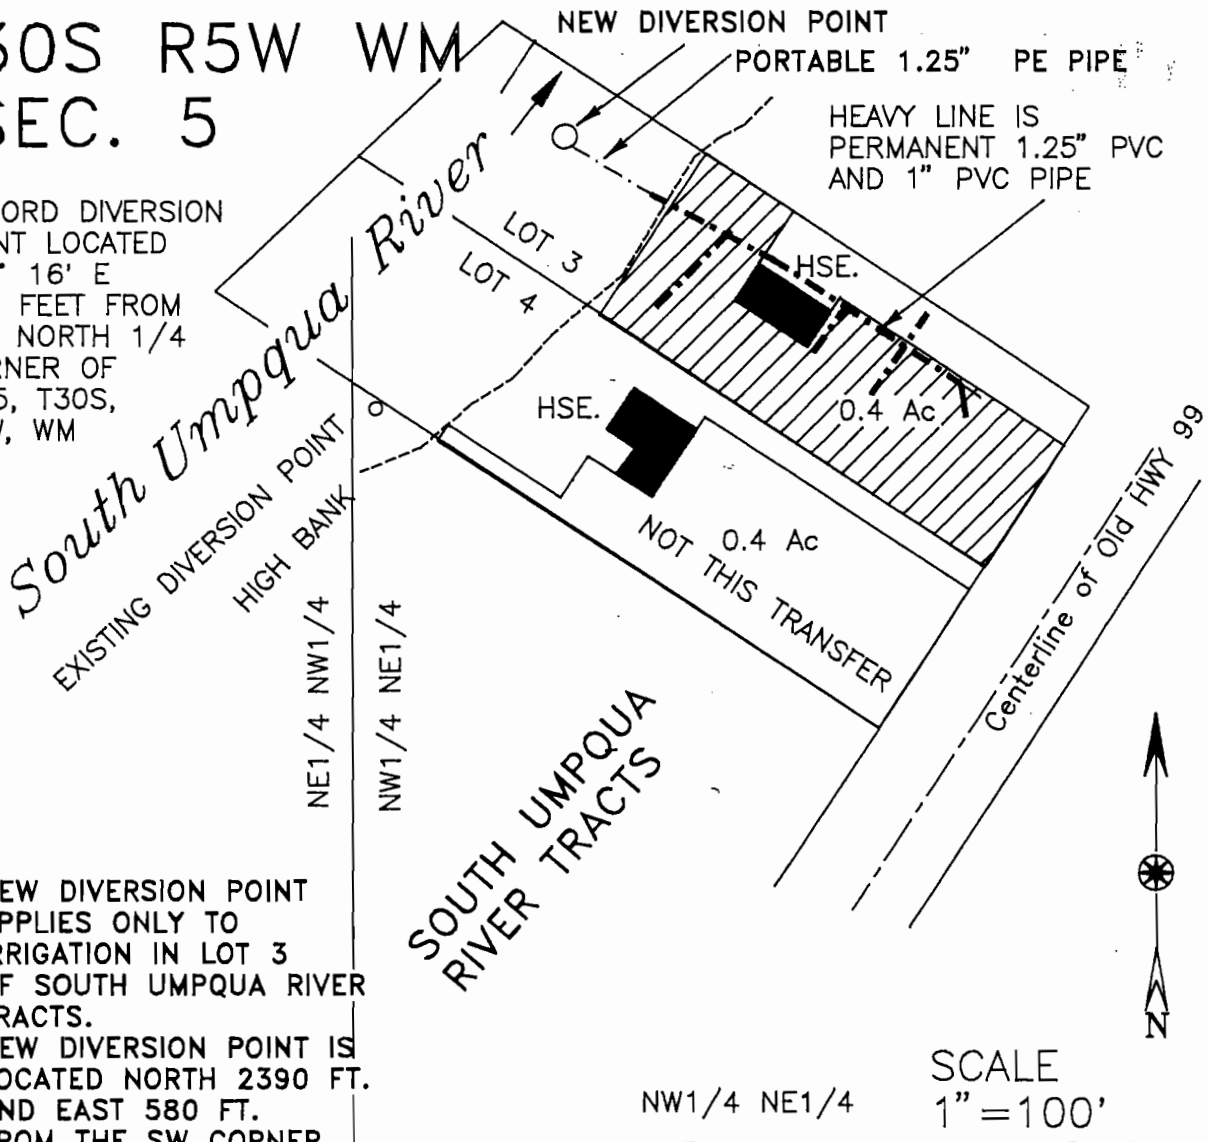 30S R5W WM
SEC. 5
NEW DIVERSION POINT
PORTABLE 1.25" PE PIPE
HEAVY LINE IS
PERMANENT 1.25" PVC
AND 1" PVC PIPE
ORD DIVERSION
NT LOCATED
16' E
FEET FROM
NORTH 1/4
RNER OF
5, T30S,
W, WM
South Umpqua River
LOT 3
LOT 4
HSE.
0.4 Ac
HSE.
0.4 Ac
NOT THIS TRANSFER
EXISTING DIVERSION POINT
HIGH BANK
Centerline of Old HWY 99
NE1/4 NW1/4
NW1/4 NE1/4
SOUTH UMPQUA
RIVER TRACTS
EW DIVERSION POINT
PPLIES ONLY TO
RRIGATION IN LOT 3
F SOUTH UMPQUA RIVER
RACTS.
EW DIVERSION POINT IS
OCATED NORTH 2390 FT.
ND EAST 580 FT.
ROM THE SW CORNER
N
NW1/4 NE1/4
SCALE
1"=100'